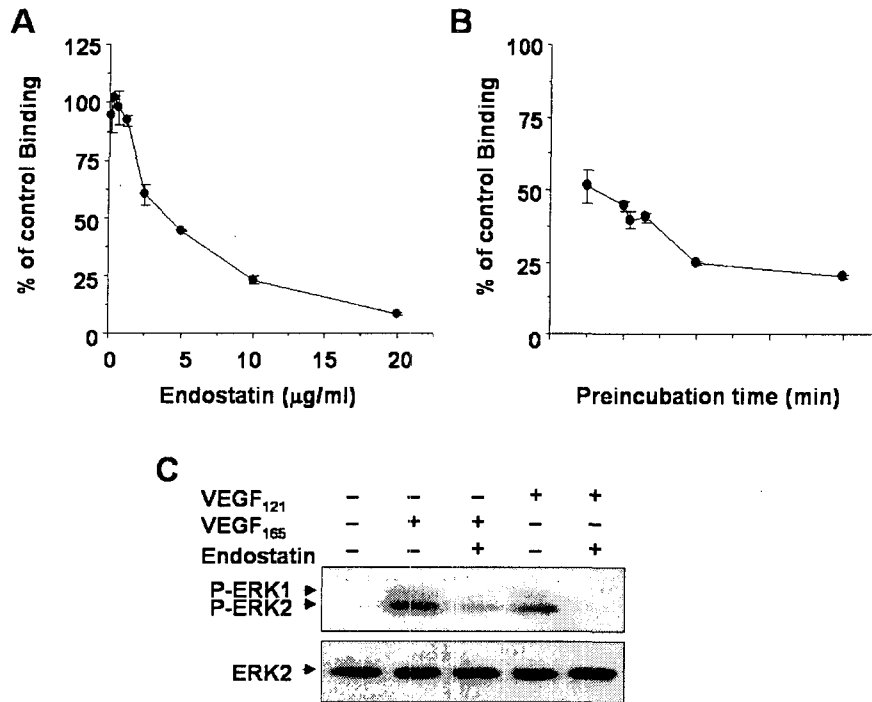 A
% of control Binding
125
100
75
50
25
0
0 5 10 15 20
Endostatin (µg/ml)
B
% of control Binding
100
75
50
25
0
Preincubation time (min)
C
VEGF₁₂₁ – – – + +
VEGF₁₆₅ – + + – –
Endostatin – – + – +
P-ERK1
P-ERK2
ERK2